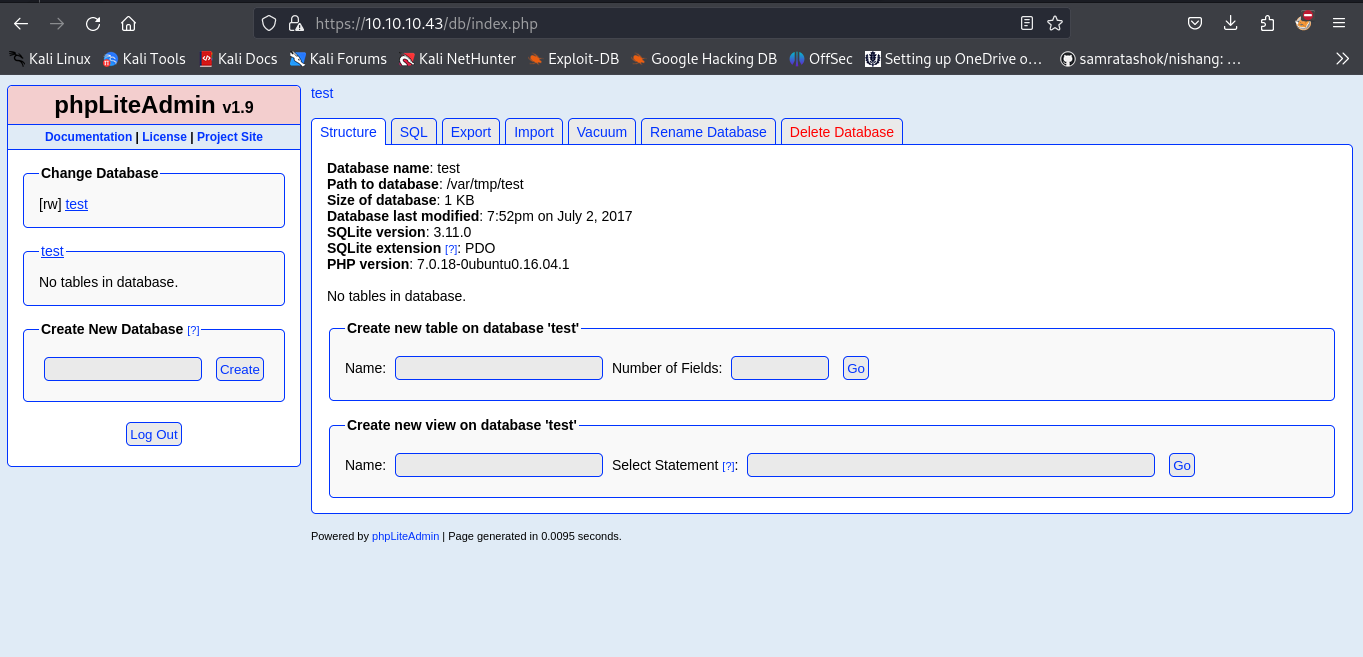 https://10.10.10.43/db/index.php
Kali Linux Kali Tools Kali Docs Kali Forums Kali NetHunter Exploit-DB Google Hacking DB OffSec Setting up OneDrive o… samratashok/nishang: …
phpLiteAdmin v1.9
Documentation | License | Project Site
Change Database
[rw] test
test
No tables in database.
Create New Database [?]
Create
Log Out
test
Structure SQL Export Import Vacuum Rename Database Delete Database
Database name: test
Path to database: /var/tmp/test
Size of database: 1 KB
Database last modified: 7:52pm on July 2, 2017
SQLite version: 3.11.0
SQLite extension [?]: PDO
PHP version: 7.0.18-0ubuntu0.16.04.1
No tables in database.
Create new table on database 'test'
Name: Number of Fields: Go
Create new view on database 'test'
Name: Select Statement [?]: Go
Powered by phpLiteAdmin | Page generated in 0.0095 seconds.